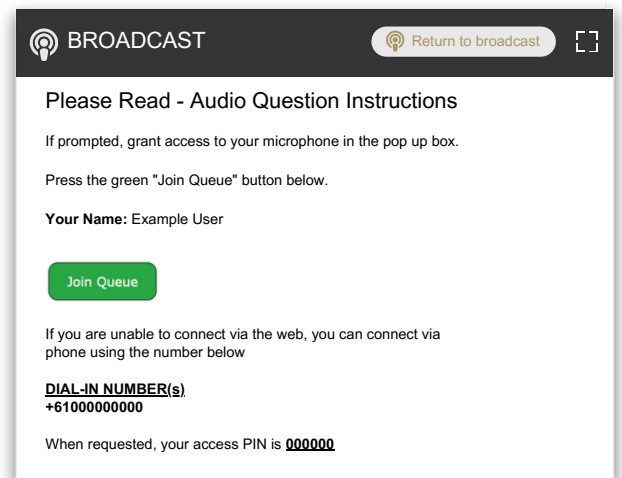 BROADCAST
Return to broadcast
Please Read - Audio Question Instructions
If prompted, grant access to your microphone in the pop up box.
Press the green "Join Queue" button below.
Your Name: Example User
Join Queue
If you are unable to connect via the web, you can connect via
phone using the number below
DIAL-IN NUMBER(s)
+61000000000
When requested, your access PIN is 000000